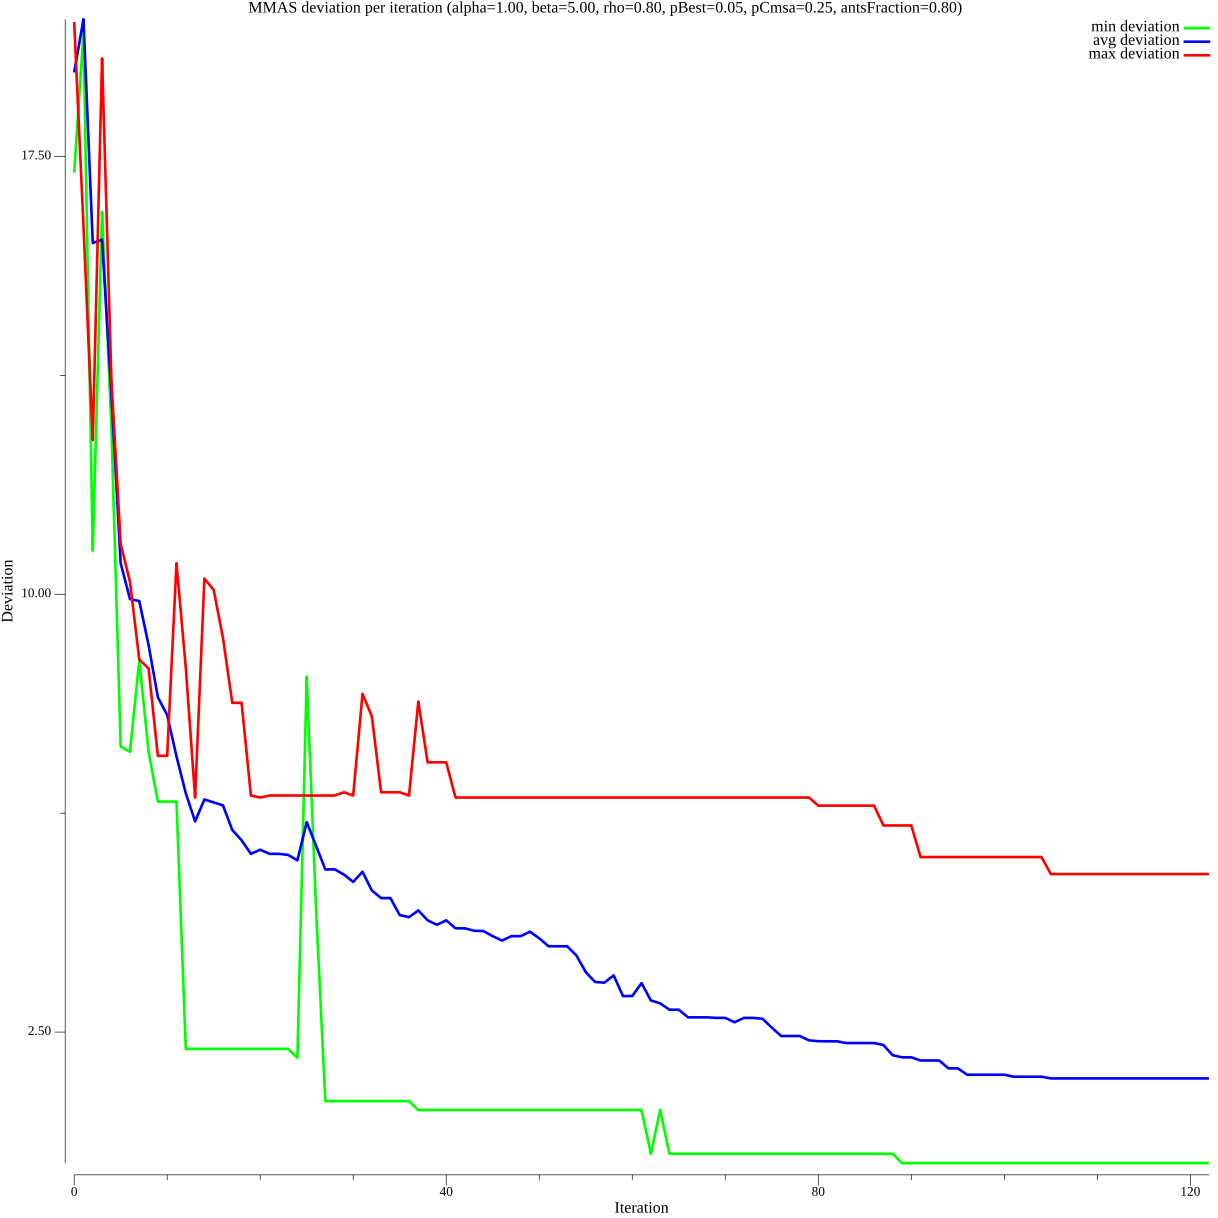 MMAS deviation per iteration (alpha=1.00, beta=5.00, rho=0.80, pBest=0.05, pCmsa=0.25, antsFraction=0.80)
min deviation
avg deviation
max deviation
17.50
10.00
2.50
Deviation
0
40
80
120
Iteration